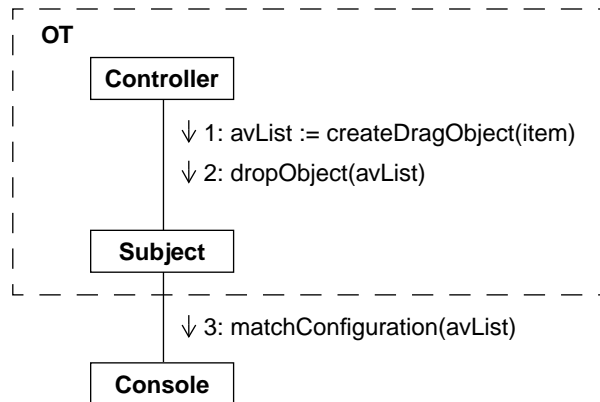 OT
Controller
↓ 1: avList := createDragObject(item)
↓ 2: dropObject(avList)
Subject
↓ 3: matchConfiguration(avList)
Console